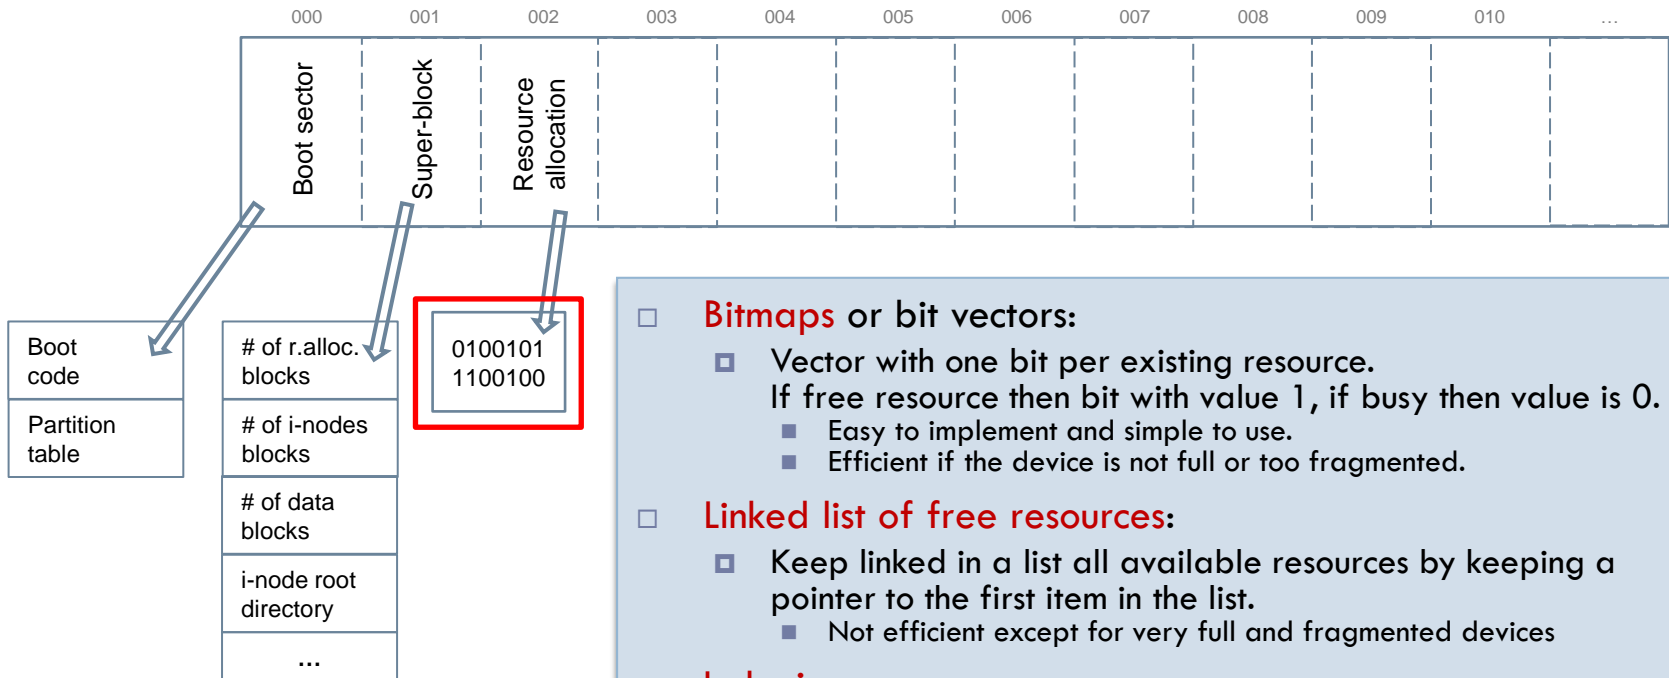 000 001 002 003 004 005 006 007 008 009 010 ...
Boot sector
Super-block
Resource
allocation
Boot
code
Partition
table
# of r.alloc.
blocks
# of i-nodes
blocks
# of data
blocks
i-node root
directory
...
0100101
1100100
Bitmaps or bit vectors:
Vector with one bit per existing resource.
If free resource then bit with value 1, if busy then value is 0.
Easy to implement and simple to use.
Efficient if the device is not full or too fragmented.
Linked list of free resources:
Keep linked in a list all available resources by keeping a
pointer to the first item in the list.
Not efficient except for very full and fragmented devices